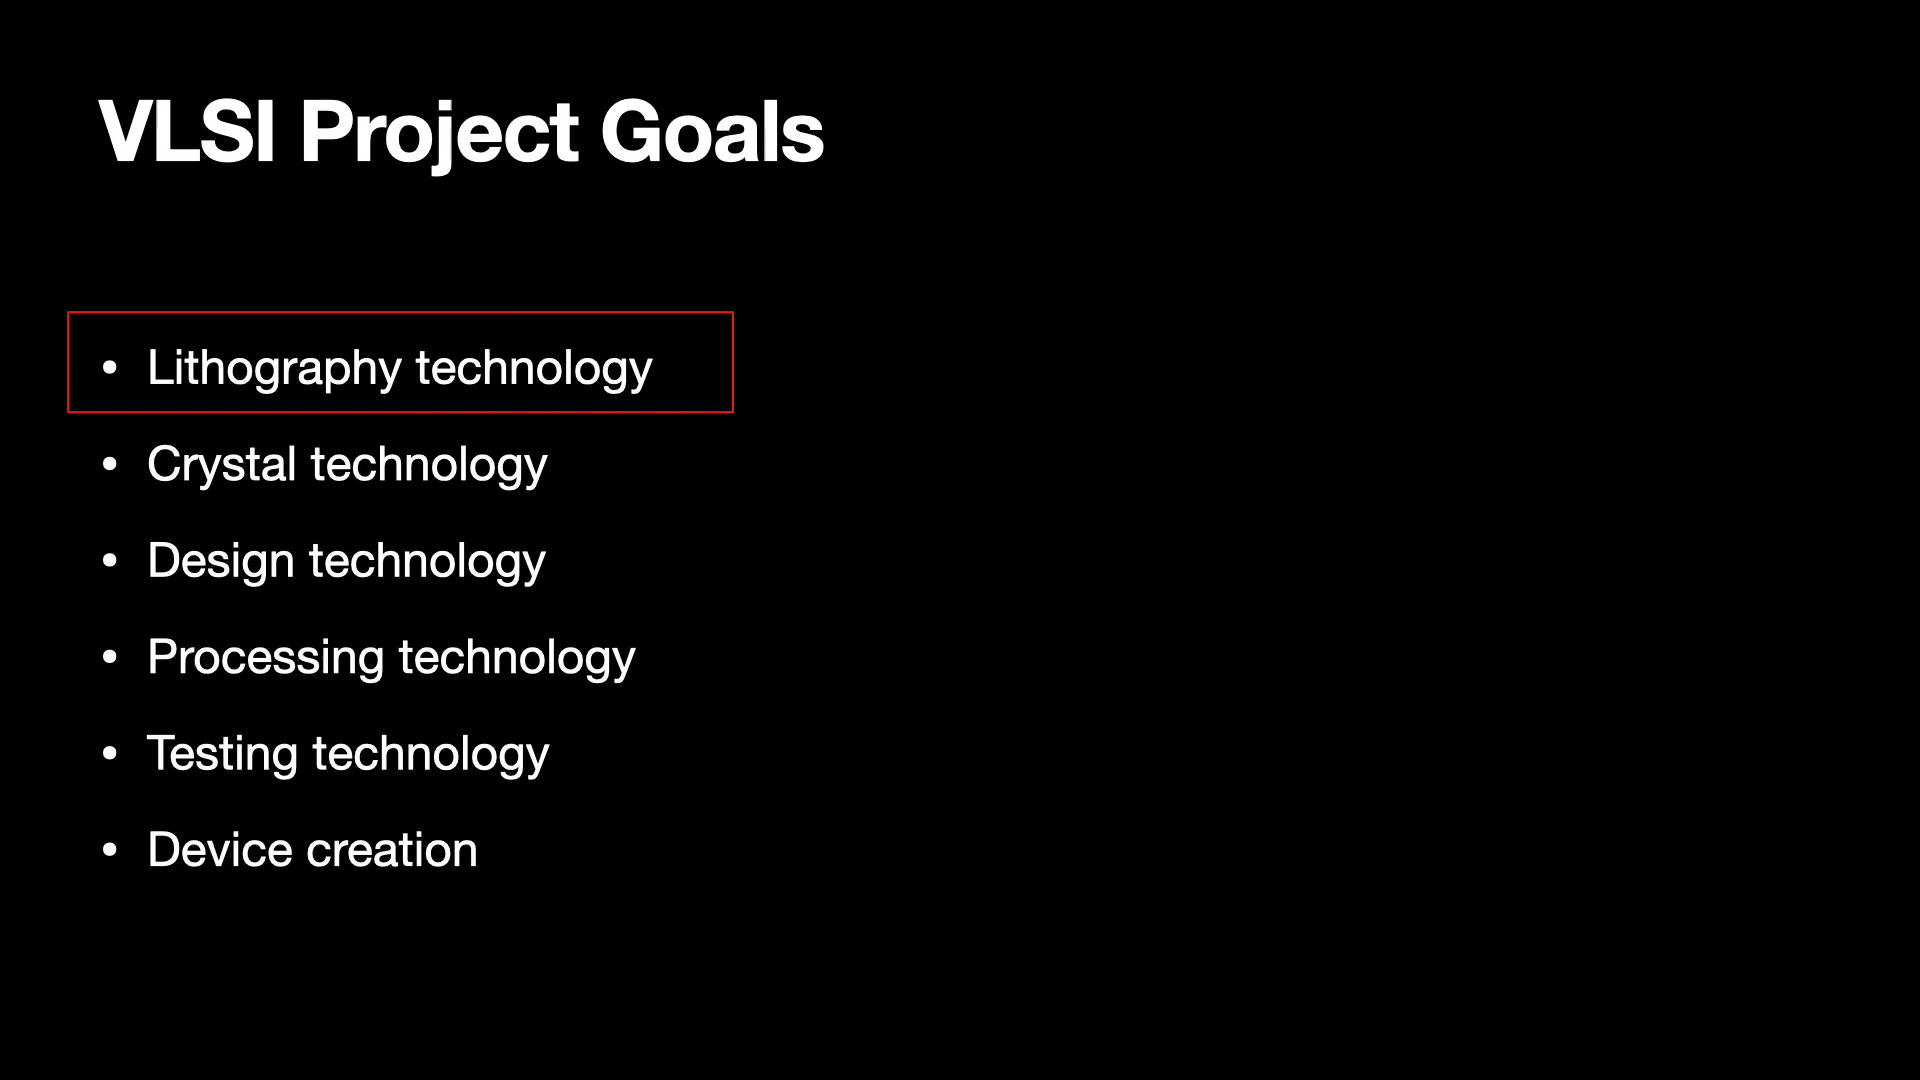 VLSI Project Goals
• Lithography technology
• Crystal technology
• Design technology
• Processing technology
• Testing technology
• Device creation